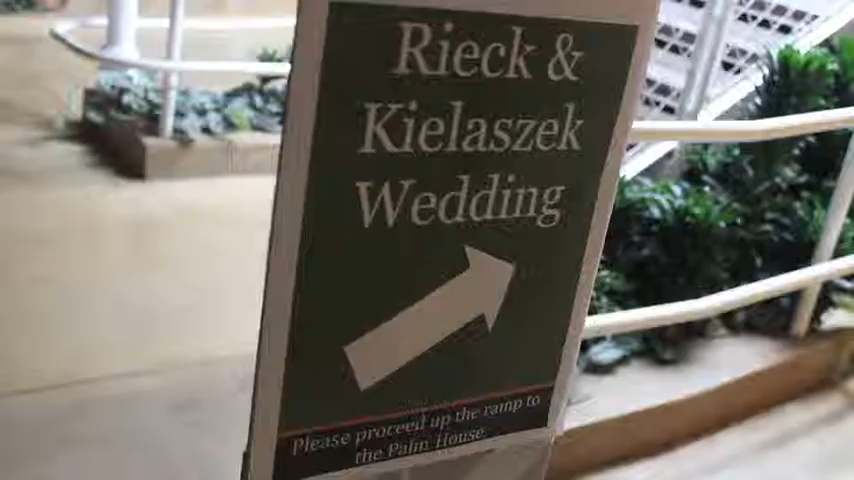 Rieck &
Kielaszek
Wedding
Please proceed up the ramp to
the Palm House